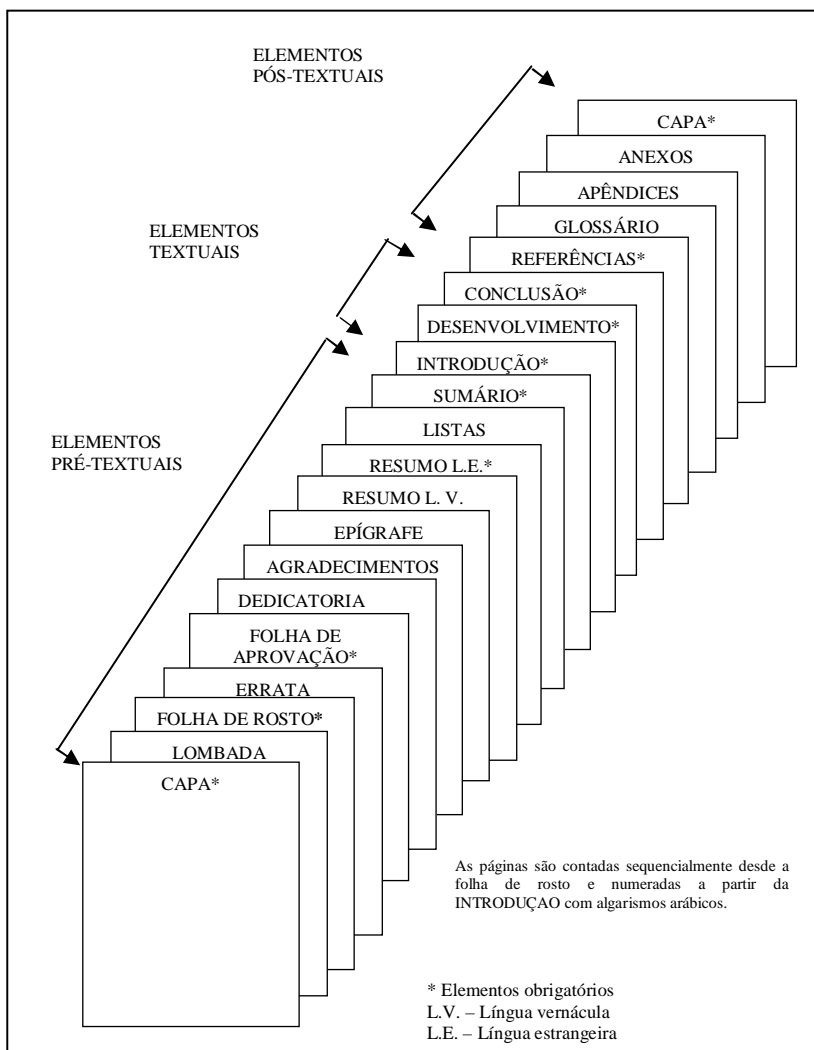 ELEMENTOS
PÓS-TEXTUAIS
CAPA*
ANEXOS
APÊNDICES
ELEMENTOS
TEXTUAIS
GLOSSÁRIO
REFERÊNCIAS*
CONCLUSÃO*
DESENVOLVIMENTO*
INTRODUÇÃO*
SUMÁRIO*
LISTAS
ELEMENTOS
PRÉ-TEXTUAIS
RESUMO L.E.*
RESUMO L. V.
EPÍGRAFE
AGRADECIMENTOS
DEDICATORIA
FOLHA DE
APROVAÇÃO*
ERRATA
FOLHA DE ROSTO*
LOMBADA
CAPA*
As páginas são contadas sequencialmente desde a
folha de rosto e numeradas a partir da
INTRODUÇAO com algarismos arábicos.
* Elementos obrigatórios
L.V. – Língua vernácula
L.E. – Língua estrangeira